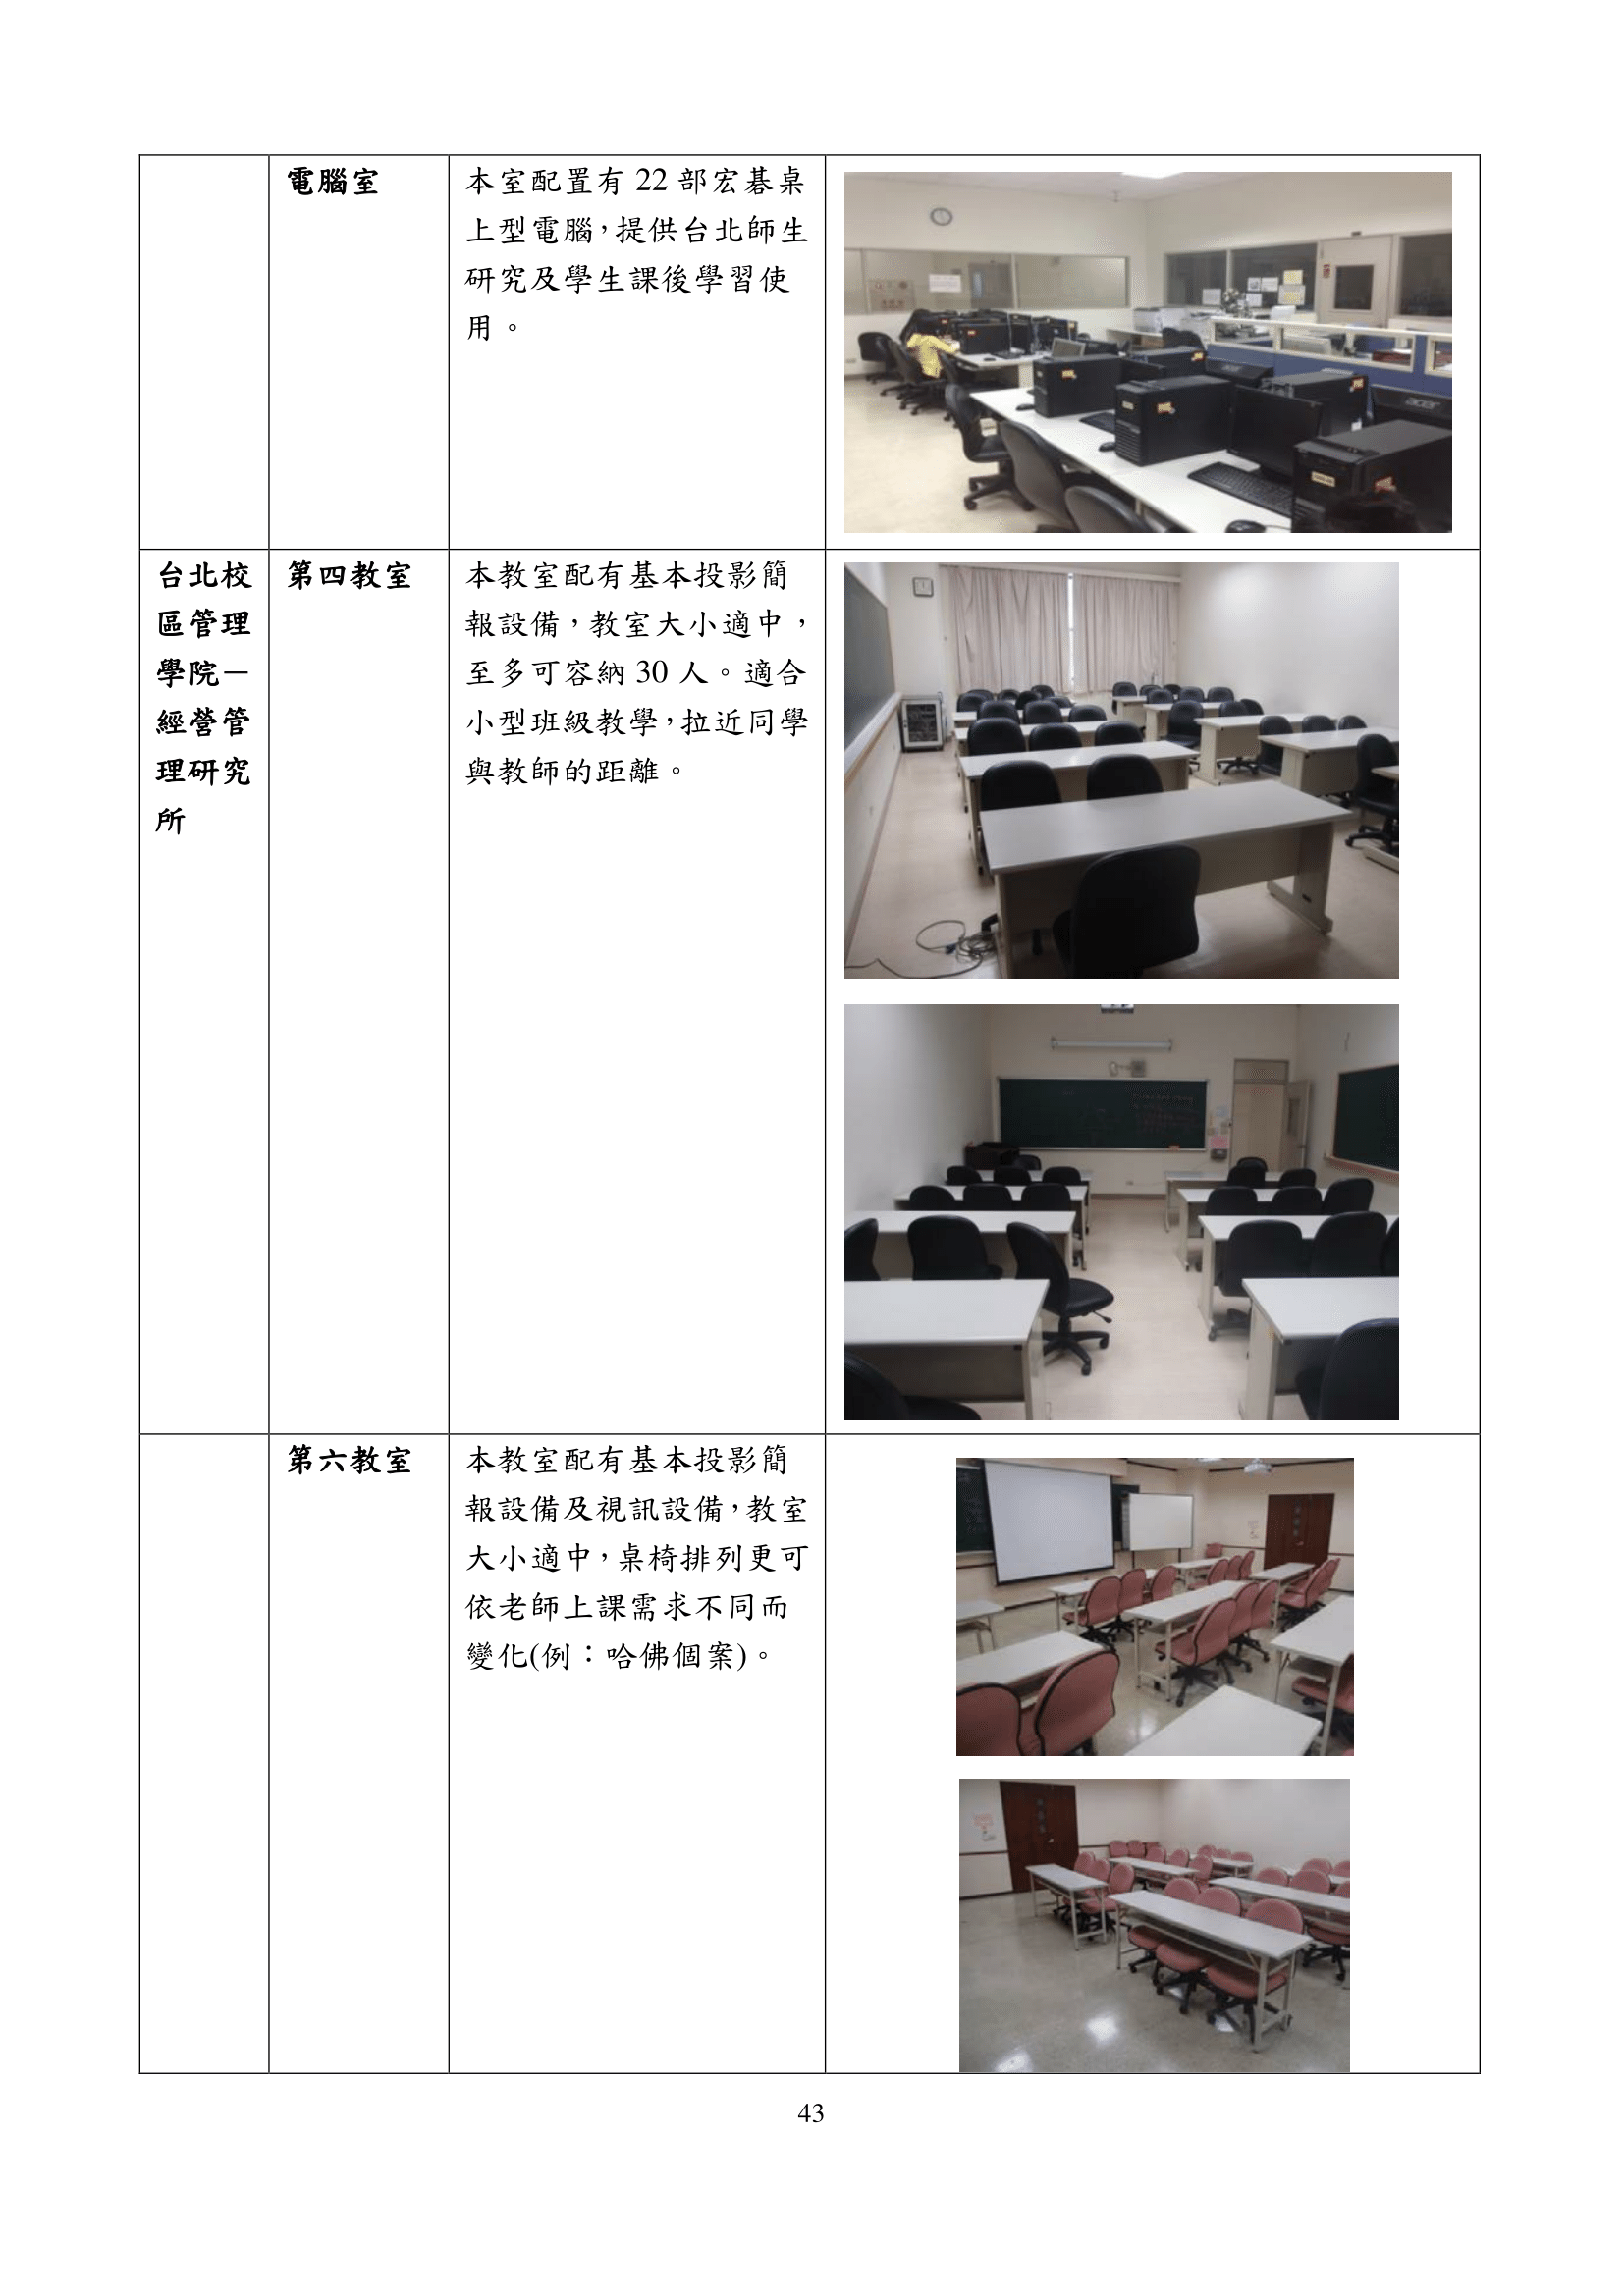 電腦室
本室配置有 22 部宏碁桌
上型電腦，提供台北師生
研究及學生課後學習使
用。
台北校
區管理
學院－
經營管
理研究
所
第四教室
本教室配有基本投影簡
報設備，教室大小適中，
至多可容納 30 人。適合
小型班級教學，拉近同學
與教師的距離。
第六教室
本教室配有基本投影簡
報設備及視訊設備，教室
大小適中，桌椅排列更可
依老師上課需求不同而
變化(例：哈佛個案)。
43